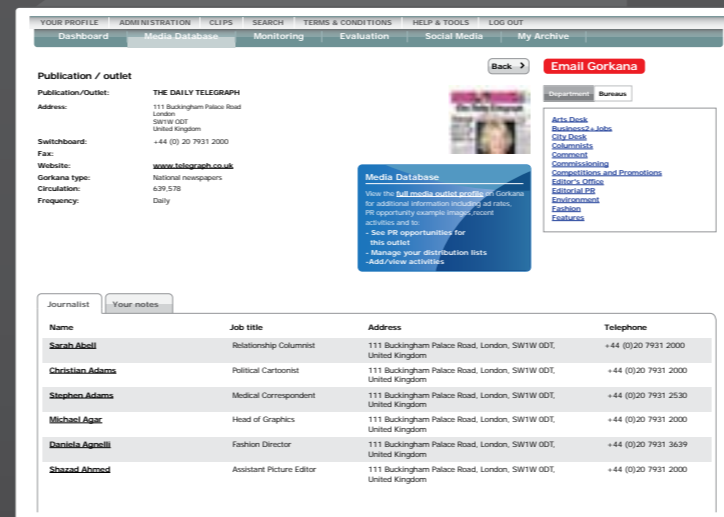 YOUR PROFILE ADMINISTRATION CLIPS SEARCH TERMS & CONDITIONS HELP & TOOLS LOG OUT
Dashboard Media Database Monitoring Evaluation Social Media My Archive
Back
Email Gorkana
Publication / outlet
Publication/Outlet: THE DAILY TELEGRAPH
Address: 111 Buckingham Palace Road
London
SW1W ODT
United Kingdom
Switchboard: +44 (0) 20 7931 2000
Fax:
Website: www.telegraph.co.uk
Gorkana type: National newspapers
Circulation: 639,578
Frequency: Daily
Department Bureaus
Arts Desk
Business2+Jobs
City Desk
Columnists
Comment
Commissioning
Competitions and Promotions
Editor's Office
Editorial PR
Environment
Fashion
Features
Media Database
View the full media outlet profile on Gorkana
for additional information including ad rates,
PR opportunity example images,recent
activities and to:
- See PR opportunities for
this outlet
- Manage your distribution lists
-Add/view activities
Journalist Your notes
Name Job title Address Telephone
Sarah Abell Relationship Columnist 111 Buckingham Palace Road, London, SW1W 0DT, +44 (0)20 7931 2000
United Kingdom
Christian Adams Political Cartoonist 111 Buckingham Palace Road, London, SW1W 0DT, +44 (0)20 7931 2000
United Kingdom
Stephen Adams Medical Correspondent 111 Buckingham Palace Road, London, SW1W 0DT, +44 (0)20 7931 2530
United Kingdom
Michael Agar Head of Graphics 111 Buckingham Palace Road, London, SW1W 0DT, +44 (0)20 7931 2000
United Kingdom
Daniela Agnelli Fashion Director 111 Buckingham Palace Road, London, SW1W 0DT, +44 (0)20 7931 3639
United Kingdom
Shazad Ahmed Assistant Picture Editor 111 Buckingham Palace Road, London, SW1W 0DT, +44 (0)20 7931 2000
United Kingdom